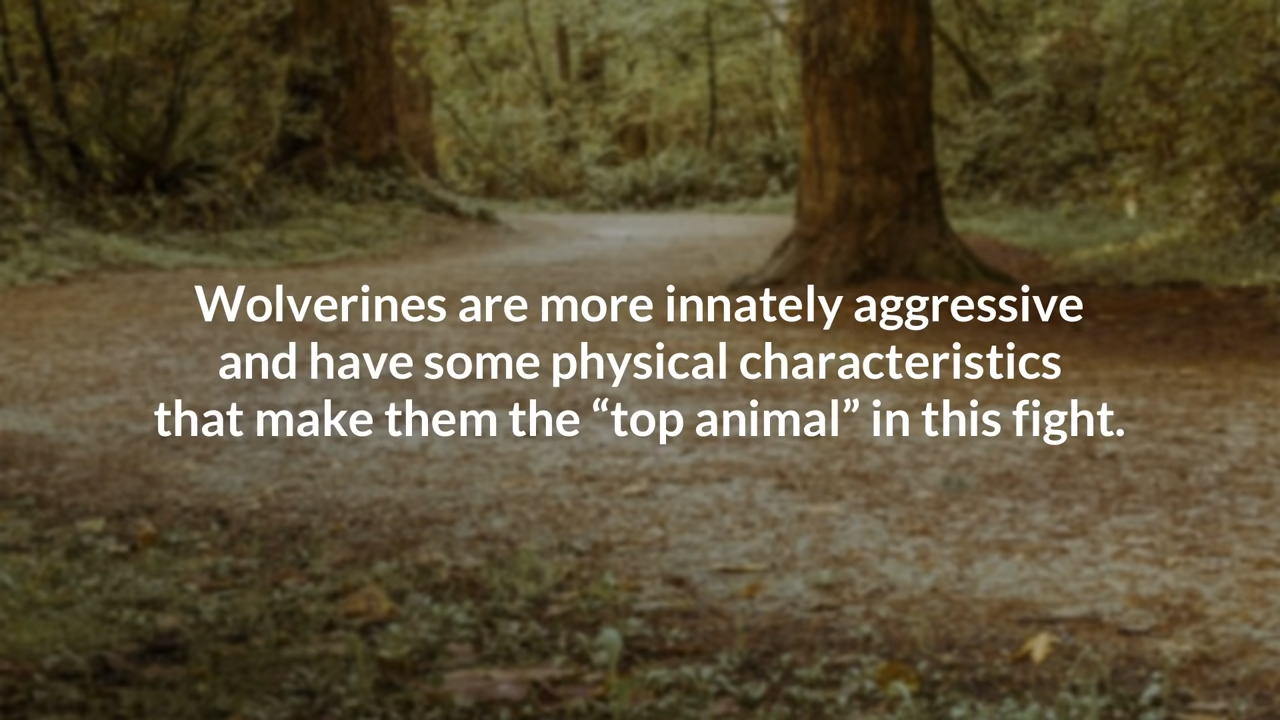 Wolverines are more innately aggressive
and have some physical characteristics
that make them the “top animal” in this fight.